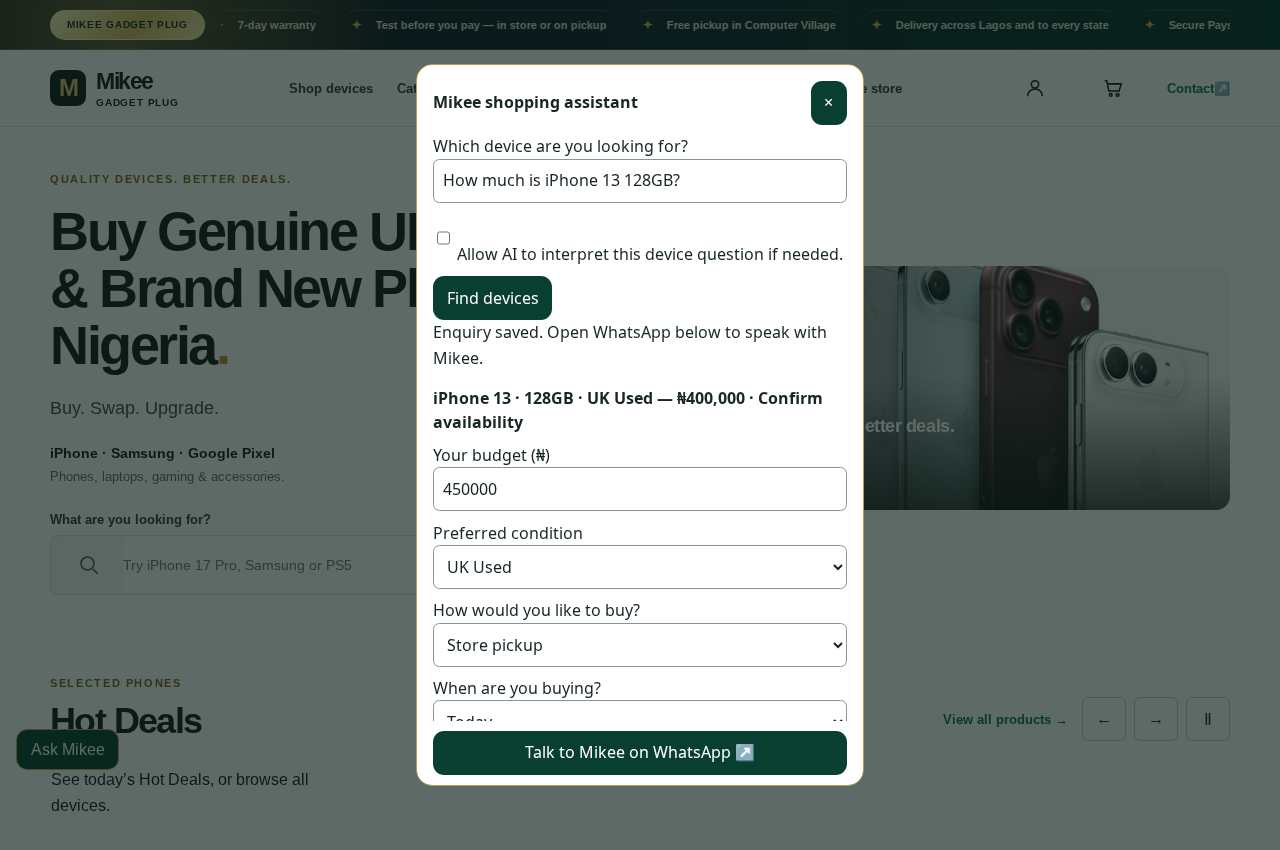 MIKEE GADGET PLUG · 7-day warranty ✦ Test before you pay — in store or on pickup ✦ Free pickup in Computer Village ✦ Delivery across Lagos and to every state ✦ Secure
M Mikee
GADGET PLUG
Shop devices
store
Contact↗
QUALITY DEVICES. BETTER DEALS.
Buy Genuine
& Brand New
Nigeria.
Buy. Swap. Upgrade.
iPhone · Samsung · Google Pixel
Phones, laptops, gaming & accessories.
What are you looking for?
Try iPhone 17 Pro, Samsung or PS5
etter deals.
SELECTED PHONES
Hot Deals
View all products → ← → II
Ask Mikee
See today’s Hot Deals, or browse all
devices.
Mikee shopping assistant ×
Which device are you looking for?
How much is iPhone 13 128GB?
Allow AI to interpret this device question if needed.
Find devices
Enquiry saved. Open WhatsApp below to speak with
Mikee.
iPhone 13 · 128GB · UK Used — ₦400,000 · Confirm
availability
Your budget (₦)
450000
Preferred condition
UK Used
How would you like to buy?
Store pickup
When are you buying?
Today
Talk to Mikee on WhatsApp ↗